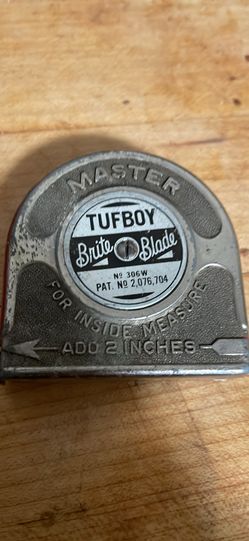 MASTER
TUFBOY
Brite Blade
No 306W
PAT. No 2,076,704
FOR INSIDE MEASURE
ADD 2 INCHES